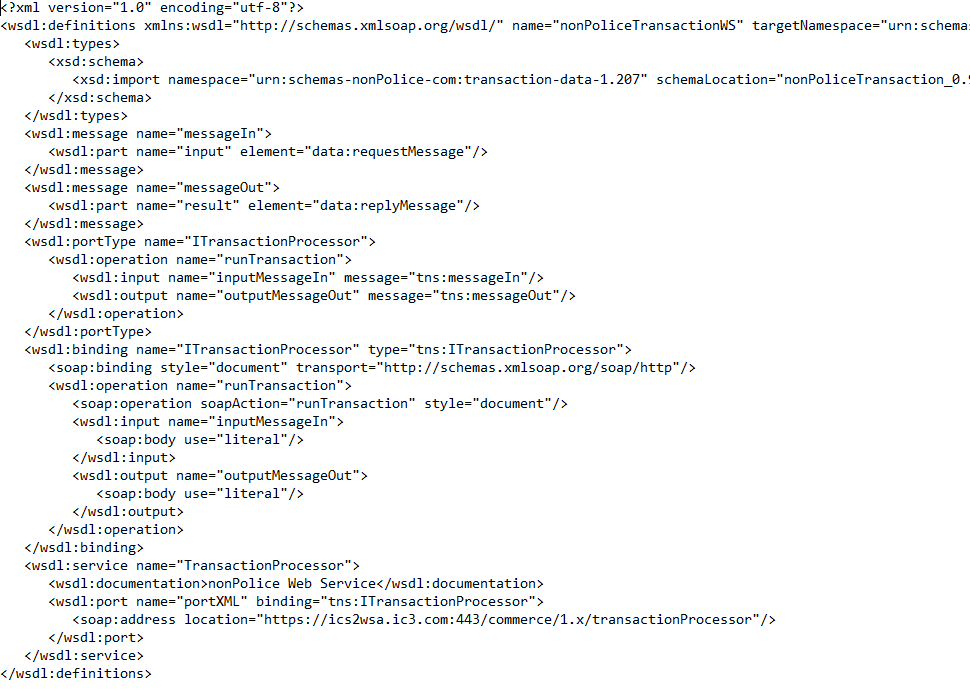 <?xml version="1.0" encoding="utf-8"?>
<wsdl:definitions xmlns:wsdl="http://schemas.xmlsoap.org/wsdl/" name="nonPoliceTransactionWS" targetNamespace="urn:schemas
<wsdl:types>
<xsd:schema>
<xsd:import namespace="urn:schemas-nonPolice-com:transaction-data-1.207" schemaLocation="nonPoliceTransaction_0.9
</xsd:schema>
</wsdl:types>
<wsdl:message name="messageIn">
<wsdl:part name="input" element="data:requestMessage"/>
</wsdl:message>
<wsdl:message name="messageOut">
<wsdl:part name="result" element="data:replyMessage"/>
</wsdl:message>
<wsdl:portType name="ITransactionProcessor">
<wsdl:operation name="runTransaction">
<wsdl:input name="inputMessageIn" message="tns:messageIn"/>
<wsdl:output name="outputMessageOut" message="tns:messageOut"/>
</wsdl:operation>
</wsdl:portType>
<wsdl:binding name="ITransactionProcessor" type="tns:ITransactionProcessor">
<soap:binding style="document" transport="http://schemas.xmlsoap.org/soap/http"/>
<wsdl:operation name="runTransaction">
<soap:operation soapAction="runTransaction" style="document"/>
<wsdl:input name="inputMessageIn">
<soap:body use="literal"/>
</wsdl:input>
<wsdl:output name="outputMessageOut">
<soap:body use="literal"/>
</wsdl:output>
</wsdl:operation>
</wsdl:binding>
<wsdl:service name="TransactionProcessor">
<wsdl:documentation>nonPolice Web Service</wsdl:documentation>
<wsdl:port name="portXML" binding="tns:ITransactionProcessor">
<soap:address location="https://ics2wsa.ic3.com:443/commerce/1.x/transactionProcessor"/>
</wsdl:port>
</wsdl:service>
</wsdl:definitions>